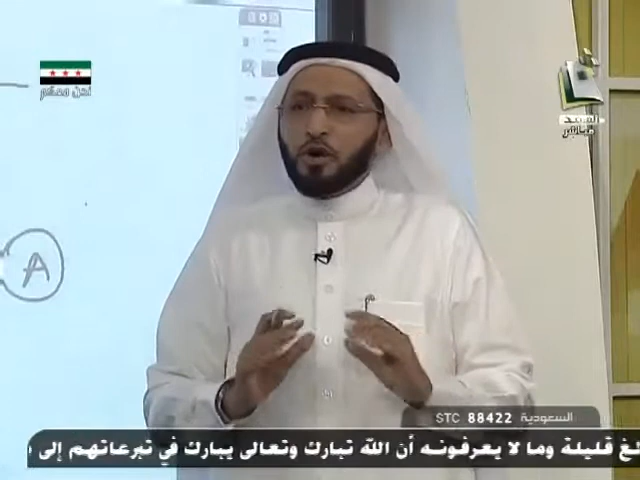 نحن معكم
المجد
مباشر
A
STC 88422 السعودية
لغ قليلة وما لا يعرفونه أن الله تبارك وتعالى يبارك في تبرعاتهم إلى